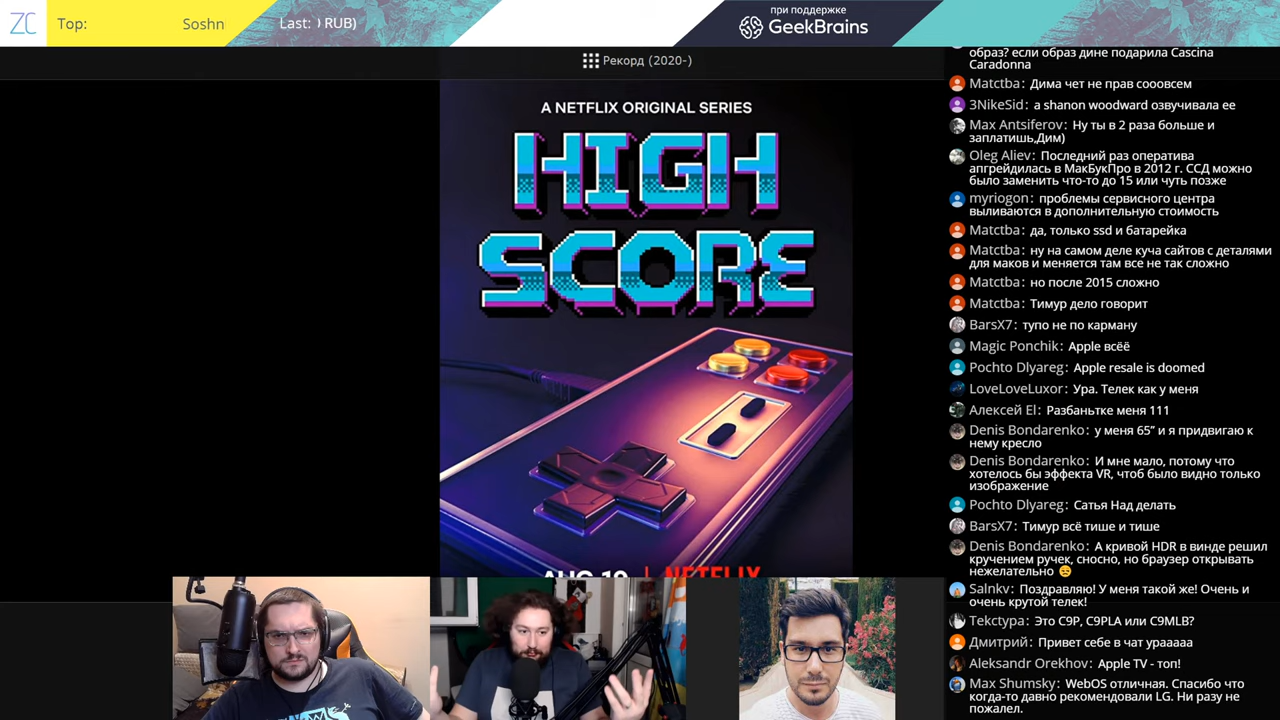 ZC
Top: Soshn
Last: ) RUB)
при поддержке
GeekBrains
Рекорд (2020-)
A NETFLIX ORIGINAL SERIES
HIGH
SCORE
AUG 19 | NETFLIX
образ? если образ дине подарила Cascina
Caradonna
Matctba: Дима чет не прав сооовсем
3NikeSid: a shanon woodward озвучивала ее
Max Antsiferov: Ну ты в 2 раза больше и
заплатишь,Дим)
Oleg Aliev: Последний раз оператива
апгрейдилась в МакБукПро в 2012 г. ССД можно
было заменить что-то до 15 или чуть позже
myriogon: проблемы сервисного центра
выливаются в дополнительную стоимость
Matctba: да, только ssd и батарейка
Matctba: ну на самом деле куча сайтов с деталями
для маков и меняется там все не так сложно
Matctba: но после 2015 сложно
Matctba: Тимур дело говорит
BarsX7: тупо не по карману
Magic Ponchik: Apple всёё
Pochto Dlyareg: Apple resale is doomed
LoveLoveLuxor: Ура. Телек как у меня
Алексей El: Разбаньтке меня 111
Denis Bondarenko: у меня 65” и я придвигаю к
нему кресло
Denis Bondarenko: И мне мало, потому что
хотелось бы эффекта VR, чтоб было видно только
изображение
Pochto Dlyareg: Сатья Над делать
BarsX7: Тимур всё тише и тише
Denis Bondarenko: А кривой HDR в винде решил
кручением ручек, сносно, но браузер открывать
нежелательно 😔
Salnkv: Поздравляю! У меня такой же! Очень и
очень крутой телек!
Tекстура: Это C9P, C9PLA или C9MLB?
Дмитрий: Привет себе в чат урааааа
Aleksandr Orekhov: Apple TV - топ!
Max Shumsky: WebOS отличная. Спасибо что
когда-то давно рекомендовали LG. Ни разу не
пожалел.